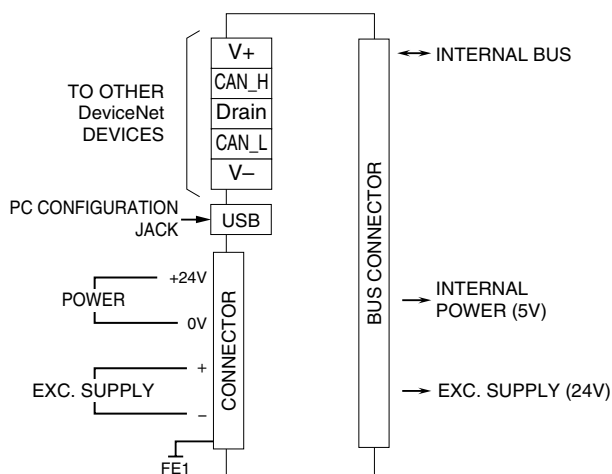 V+
CAN_H
Drain
CAN_L
V–
TO OTHER
DeviceNet
DEVICES
PC CONFIGURATION
JACK
USB
+24V
POWER
0V
+
EXC. SUPPLY
–
FE1
CONNECTOR
BUS CONNECTOR
INTERNAL BUS
INTERNAL
POWER (5V)
EXC. SUPPLY (24V)